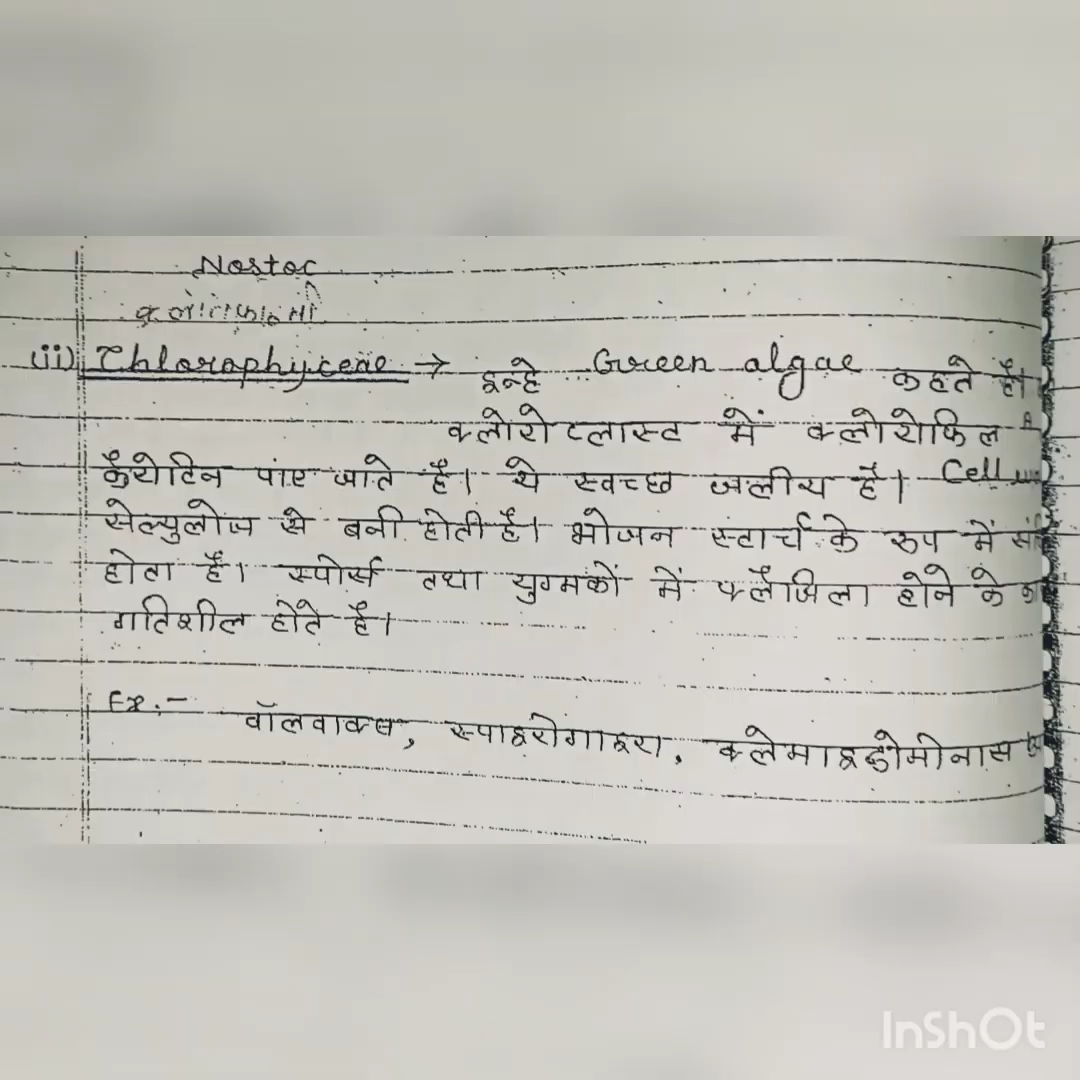 Nostoc
(ii) Chlorophyceae → इन्हे Green algae कहते हैं।
क्लोरोप्लास्ट में क्लोरोफिल
कैरोटिन पाए जाते हैं। ये स्वच्छ जलीय है। Cell
सेल्युलोज से बनी होती है। भोजन स्टार्च के रूप में
होता है। स्पोर्स तथा युग्मकों में फ्लैजिला होने के
गतिशील होते है।
Ex.- वॉलवाक्स, स्पाइरोगाइरा, क्लेमाइडोमोनास
InShOt